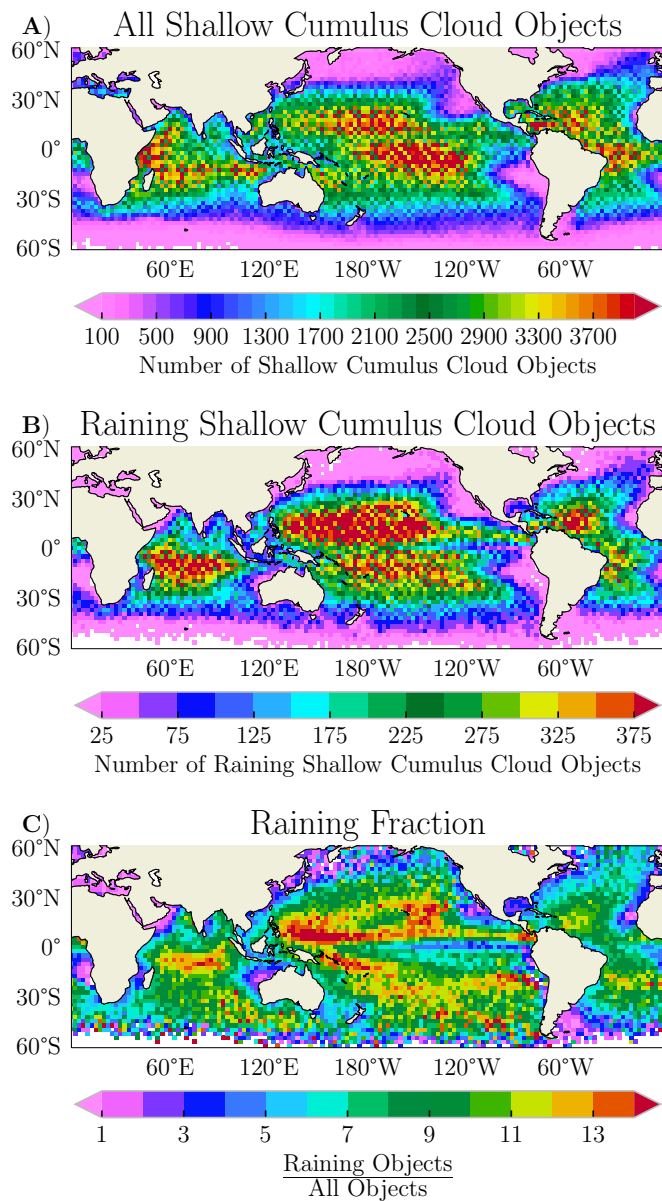 A)
All Shallow Cumulus Cloud Objects
60°N
30°N
0°
30°S
60°S
60°E 120°E 180°W 120°W 60°W
100 500 900 1300 1700 2100 2500 2900 3300 3700
Number of Shallow Cumulus Cloud Objects
B)
Raining Shallow Cumulus Cloud Objects
60°N
30°N
0°
30°S
60°S
60°E 120°E 180°W 120°W 60°W
25 75 125 175 225 275 325 375
Number of Raining Shallow Cumulus Cloud Objects
C)
Raining Fraction
60°N
30°N
0°
30°S
60°S
60°E 120°E 180°W 120°W 60°W
1 3 5 7 9 11 13
Raining Objects
All Objects